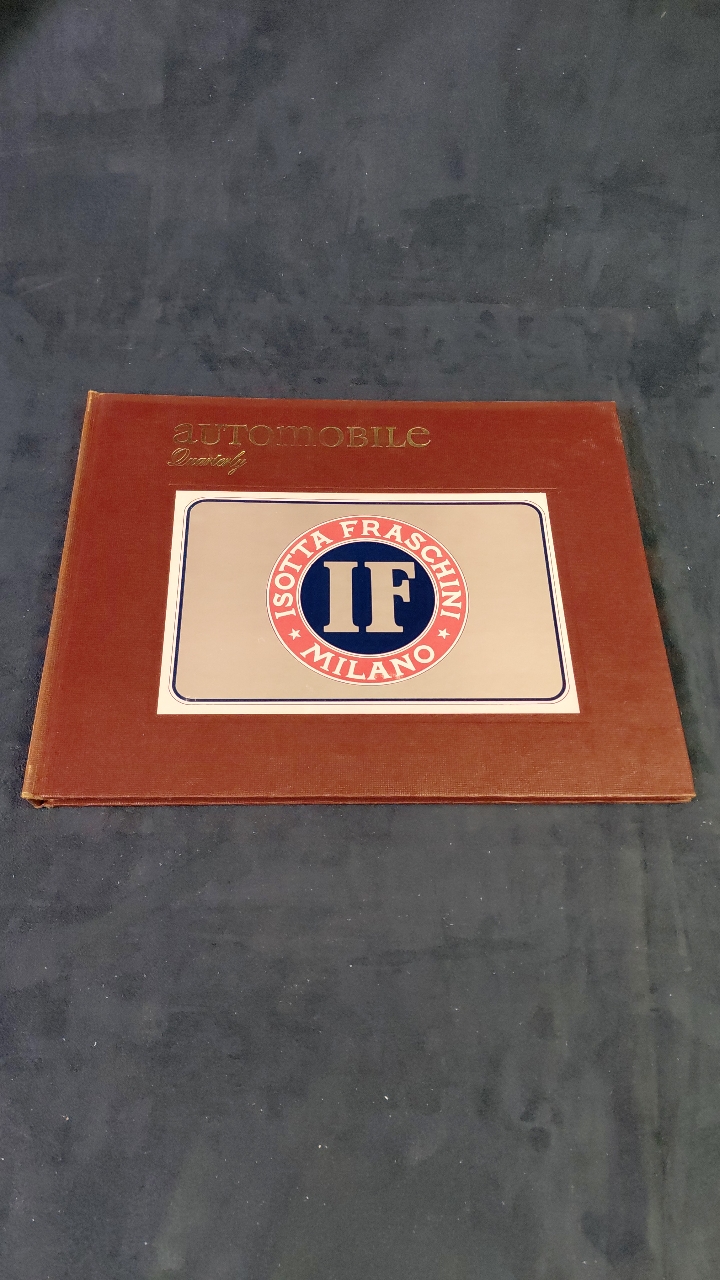 aUTomoBILe
Quarterly
ISOTTA FRASCHINI
IF
MILANO